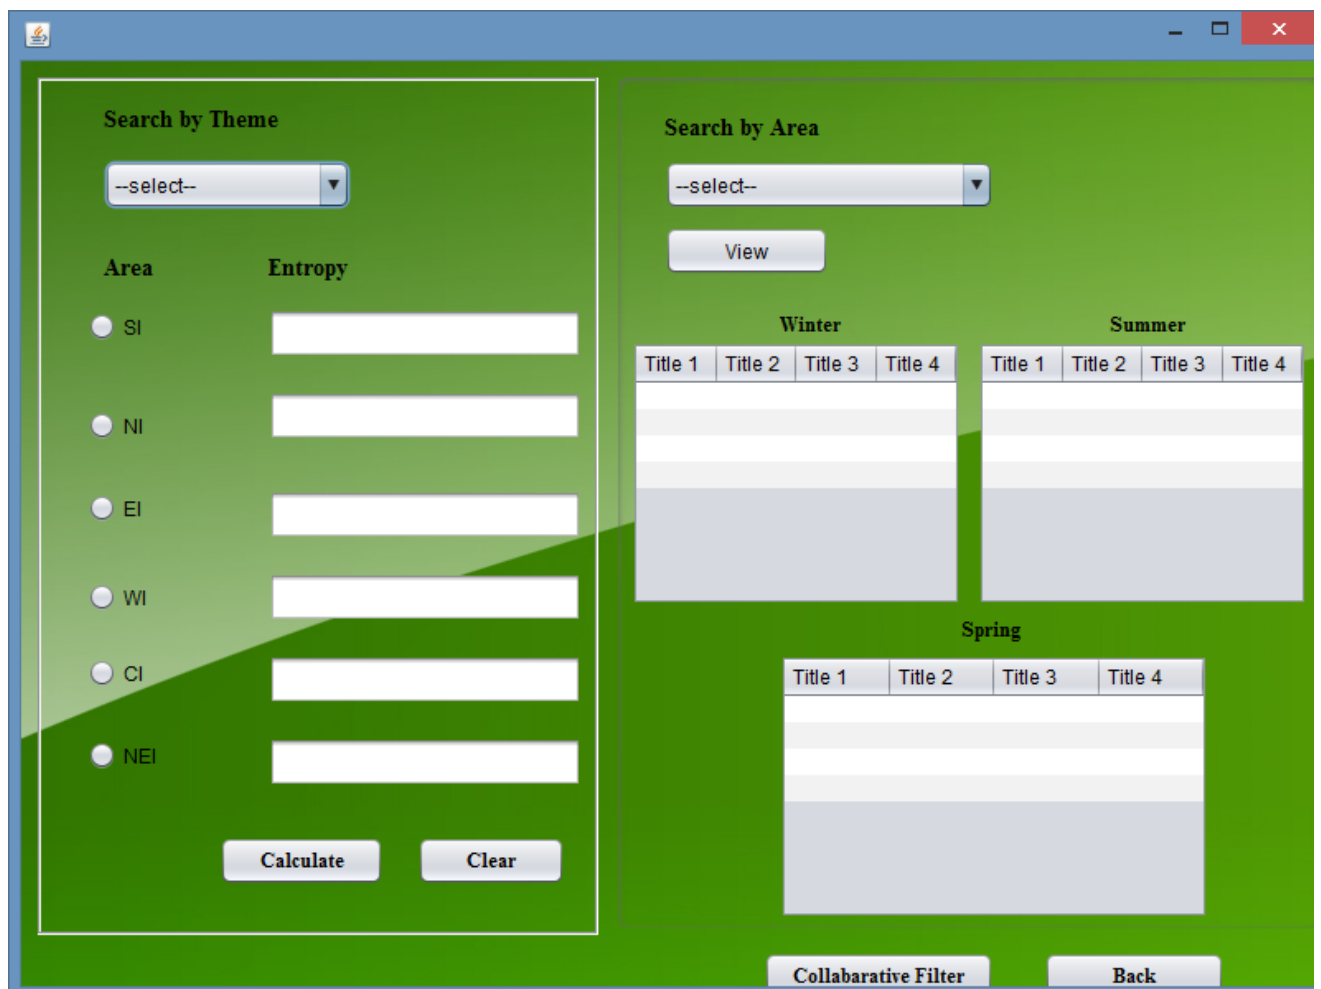 Search by Theme
--select--
Area Entropy
SI
NI
EI
WI
CI
NEI
Calculate Clear
Search by Area
--select--
View
Winter Summer
Title 1 Title 2 Title 3 Title 4 Title 1 Title 2 Title 3 Title 4
Spring
Title 1 Title 2 Title 3 Title 4
Collabarative Filter Back